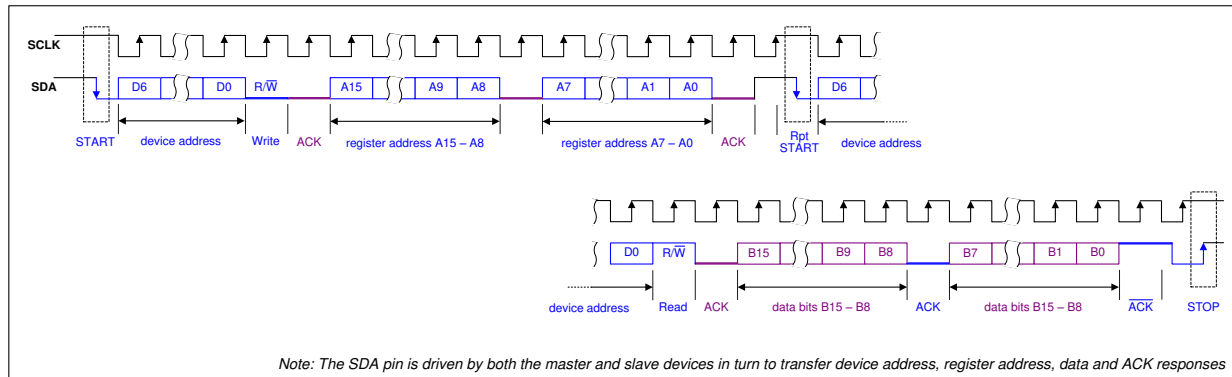 SCLK
SDA
D6 D0 R/W̅ A15 A9 A8 A7 A1 A0 D6
START device address Write ACK register address A15 – A8 register address A7 – A0 ACK Rpt START device address
D0 R/W̅ B15 B9 B8 B7 B1 B0
device address Read ACK data bits B15 – B8 ACK data bits B15 – B8 A̅C̅K̅ STOP
Note: The SDA pin is driven by both the master and slave devices in turn to transfer device address, register address, data and ACK responses